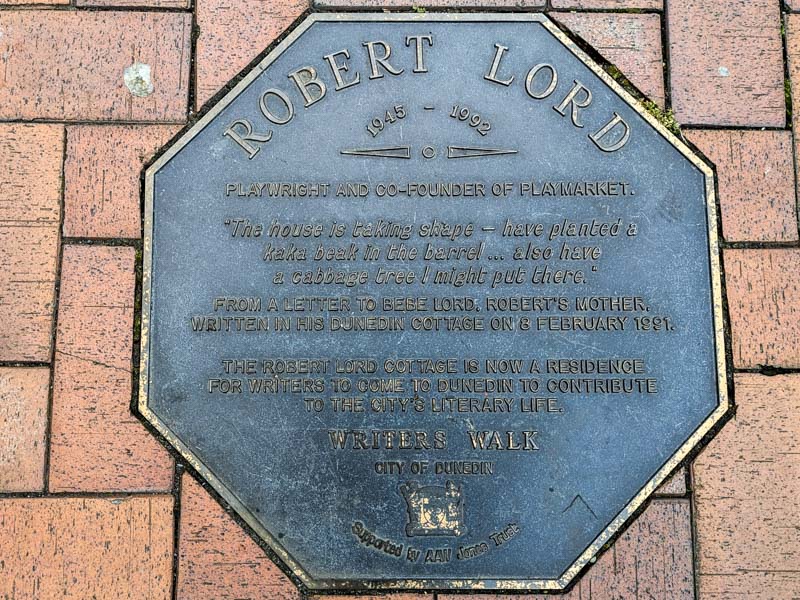 ROBERT LORD
1945 - 1992
PLAYWRIGHT AND CO-FOUNDER OF PLAYMARKET.
"The house is taking shape – have planted a
kaka beak in the barrel ... also have
a cabbage tree I might put there."
FROM A LETTER TO BEBE LORD, ROBERT'S MOTHER,
WRITTEN IN HIS DUNEDIN COTTAGE ON 8 FEBRUARY 1991.
THE ROBERT LORD COTTAGE IS NOW A RESIDENCE
FOR WRITERS TO COME TO DUNEDIN TO CONTRIBUTE
TO THE CITY'S LITERARY LIFE.
WRITERS WALK
CITY OF DUNEDIN
Supported by AAW Jones Trust